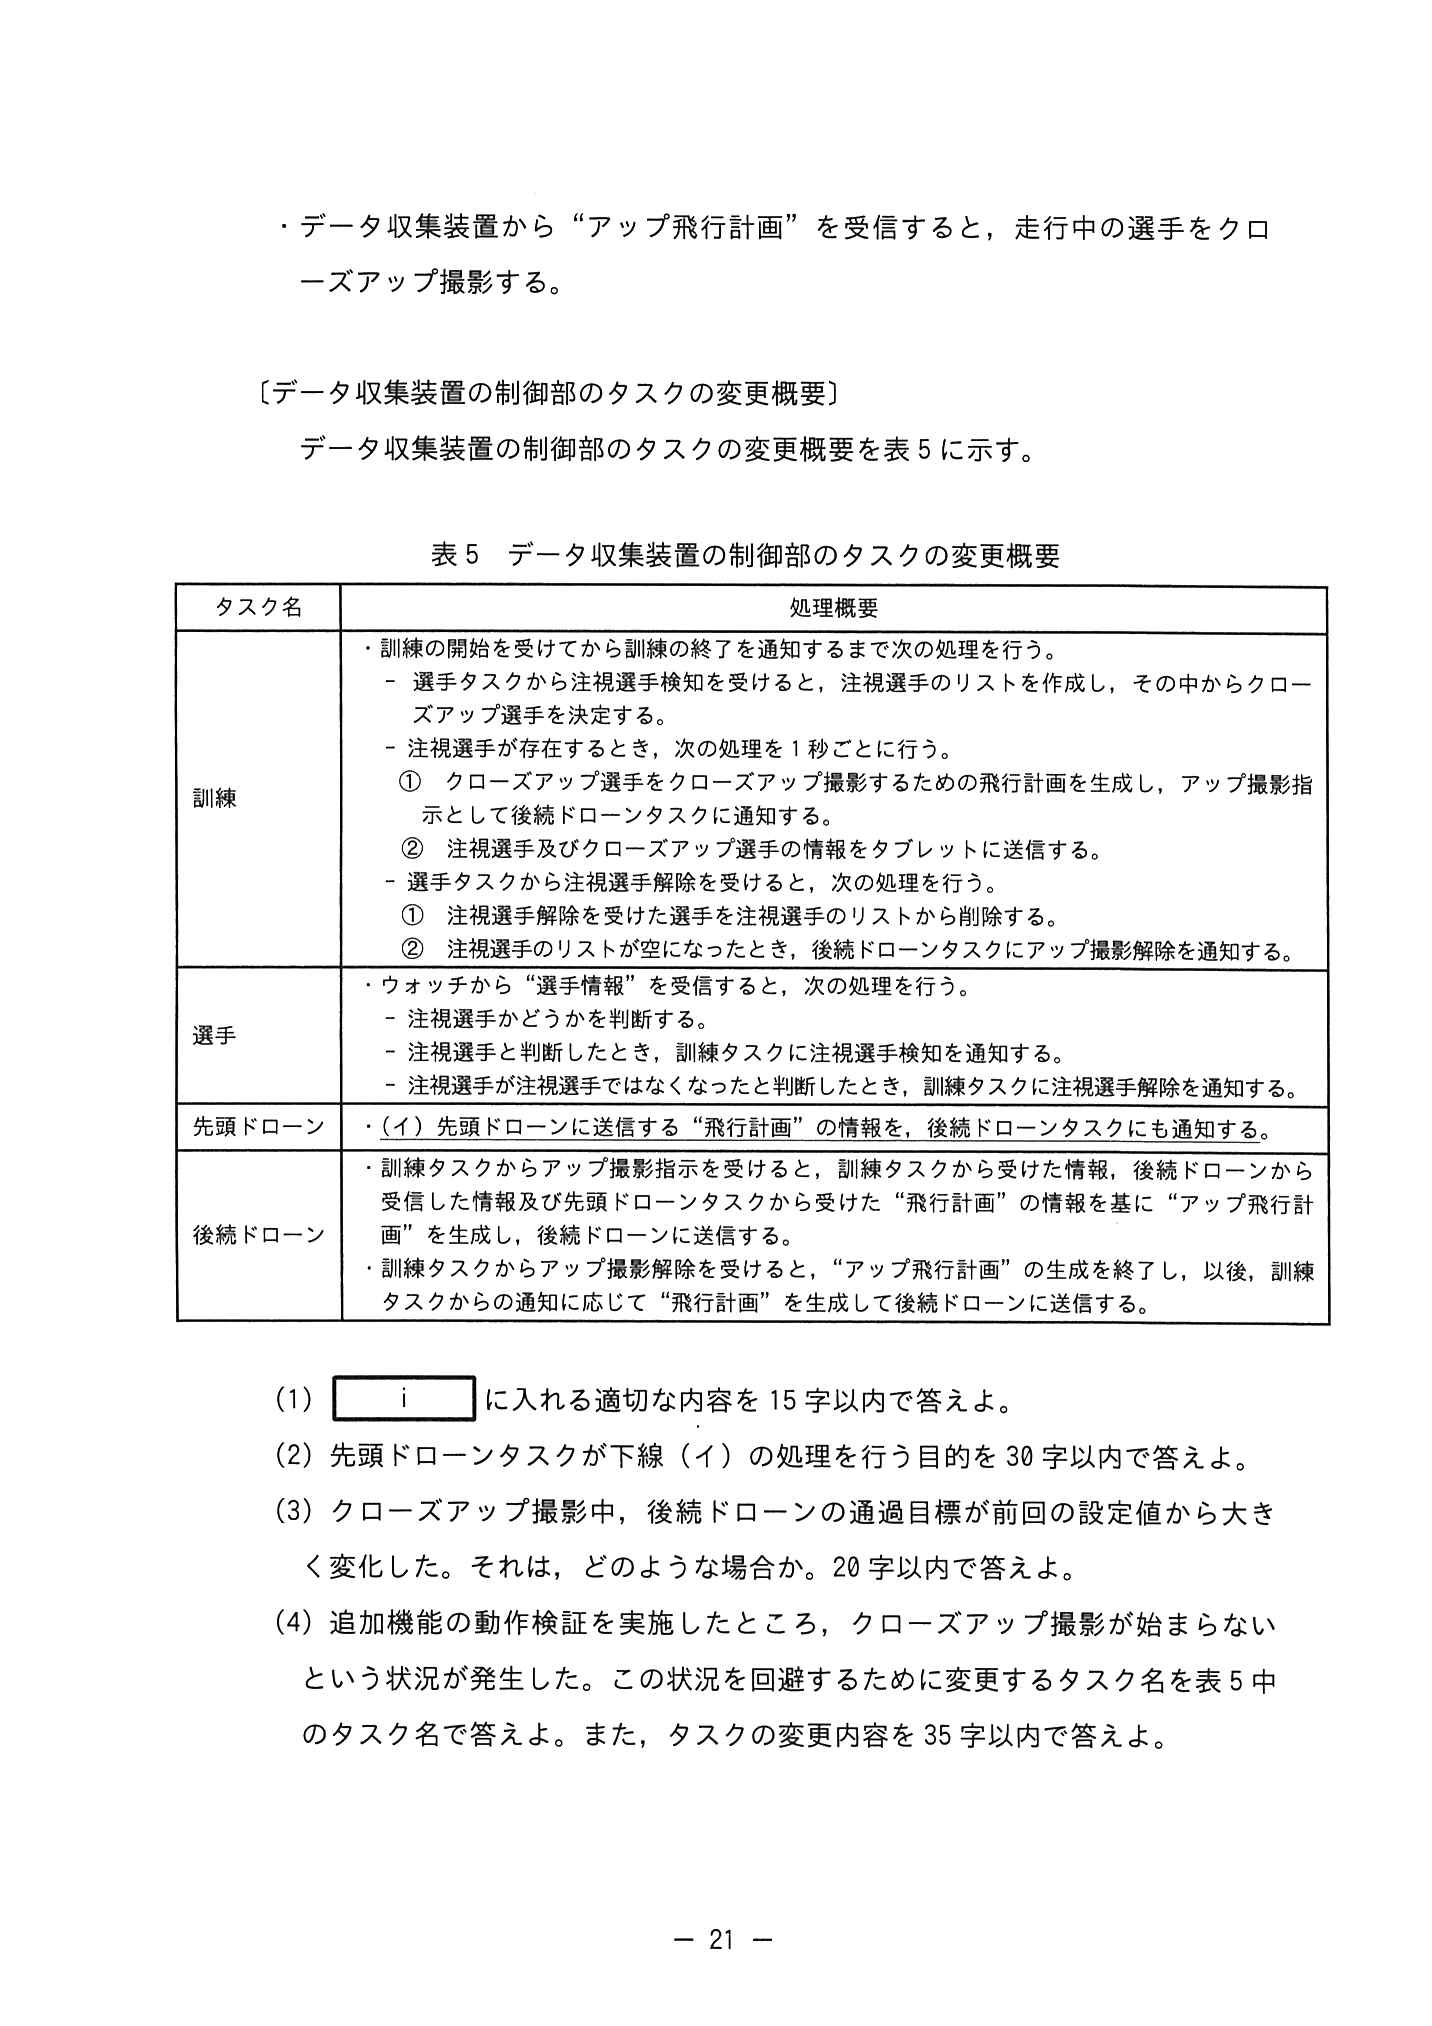 ・データ収集装置から“アップ飛行計画”を受信すると，走行中の選手をクロ
ーズアップ撮影する。
〔データ収集装置の制御部のタスクの変更概要〕
データ収集装置の制御部のタスクの変更概要を表5に示す。
表5　データ収集装置の制御部のタスクの変更概要
タスク名
処理概要
訓練
・訓練の開始を受けてから訓練の終了を通知するまで次の処理を行う。
－ 選手タスクから注視選手検知を受けると，注視選手のリストを作成し，その中からクロー
ズアップ選手を決定する。
－ 注視選手が存在するとき，次の処理を1秒ごとに行う。
① クローズアップ選手をクローズアップ撮影するための飛行計画を生成し，アップ撮影指
示として後続ドローンタスクに通知する。
② 注視選手及びクローズアップ選手の情報をタブレットに送信する。
－ 選手タスクから注視選手解除を受けると，次の処理を行う。
① 注視選手解除を受けた選手を注視選手のリストから削除する。
② 注視選手のリストが空になったとき，後続ドローンタスクにアップ撮影解除を通知する。
選手
・ウォッチから“選手情報”を受信すると，次の処理を行う。
－ 注視選手かどうかを判断する。
－ 注視選手と判断したとき，訓練タスクに注視選手検知を通知する。
－ 注視選手が注視選手ではなくなったと判断したとき，訓練タスクに注視選手解除を通知する。
先頭ドローン
・(イ) 先頭ドローンに送信する“飛行計画”の情報を，後続ドローンタスクにも通知する。
後続ドローン
・訓練タスクからアップ撮影指示を受けると，訓練タスクから受けた情報，後続ドローンから
受信した情報及び先頭ドローンタスクから受けた“飛行計画”の情報を基に“アップ飛行計
画”を生成し，後続ドローンに送信する。
・訓練タスクからアップ撮影解除を受けると，“アップ飛行計画”の生成を終了し，以後，訓練
タスクからの通知に応じて“飛行計画”を生成して後続ドローンに送信する。
(1) i に入れる適切な内容を15字以内で答えよ。
(2) 先頭ドローンタスクが下線（イ）の処理を行う目的を30字以内で答えよ。
(3) クローズアップ撮影中，後続ドローンの通過目標が前回の設定値から大き
く変化した。それは，どのような場合か。20字以内で答えよ。
(4) 追加機能の動作検証を実施したところ，クローズアップ撮影が始まらない
という状況が発生した。この状況を回避するために変更するタスク名を表5中
のタスク名で答えよ。また，タスクの変更内容を35字以内で答えよ。
－ 21 －